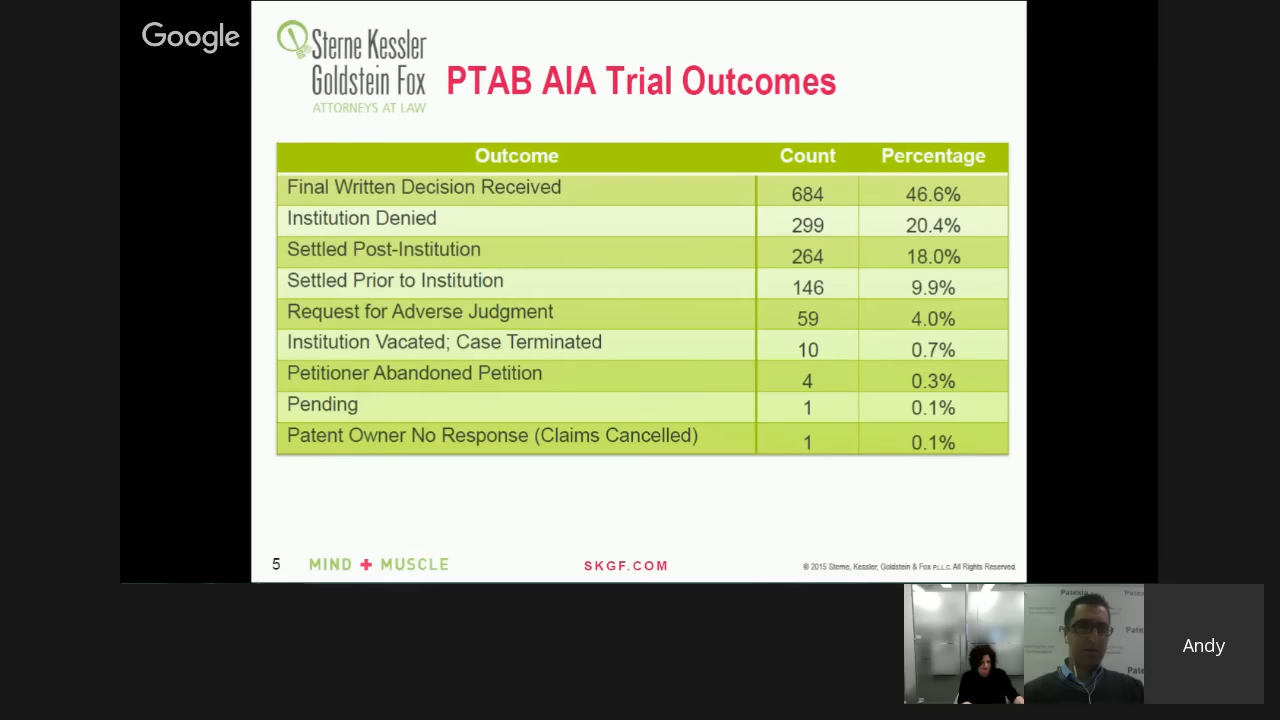 Google
Sterne Kessler
Goldstein Fox
ATTORNEYS AT LAW
PTAB AIA Trial Outcomes
Outcome Count Percentage
Final Written Decision Received 684 46.6%
Institution Denied 299 20.4%
Settled Post-Institution 264 18.0%
Settled Prior to Institution 146 9.9%
Request for Adverse Judgment 59 4.0%
Institution Vacated; Case Terminated 10 0.7%
Petitioner Abandoned Petition 4 0.3%
Pending 1 0.1%
Patent Owner No Response (Claims Cancelled) 1 0.1%
5 MIND + MUSCLE SKGF.COM © 2015 Sterne, Kessler, Goldstein & Fox P.L.L.C. All Rights Reserved.
Patexia
Andy